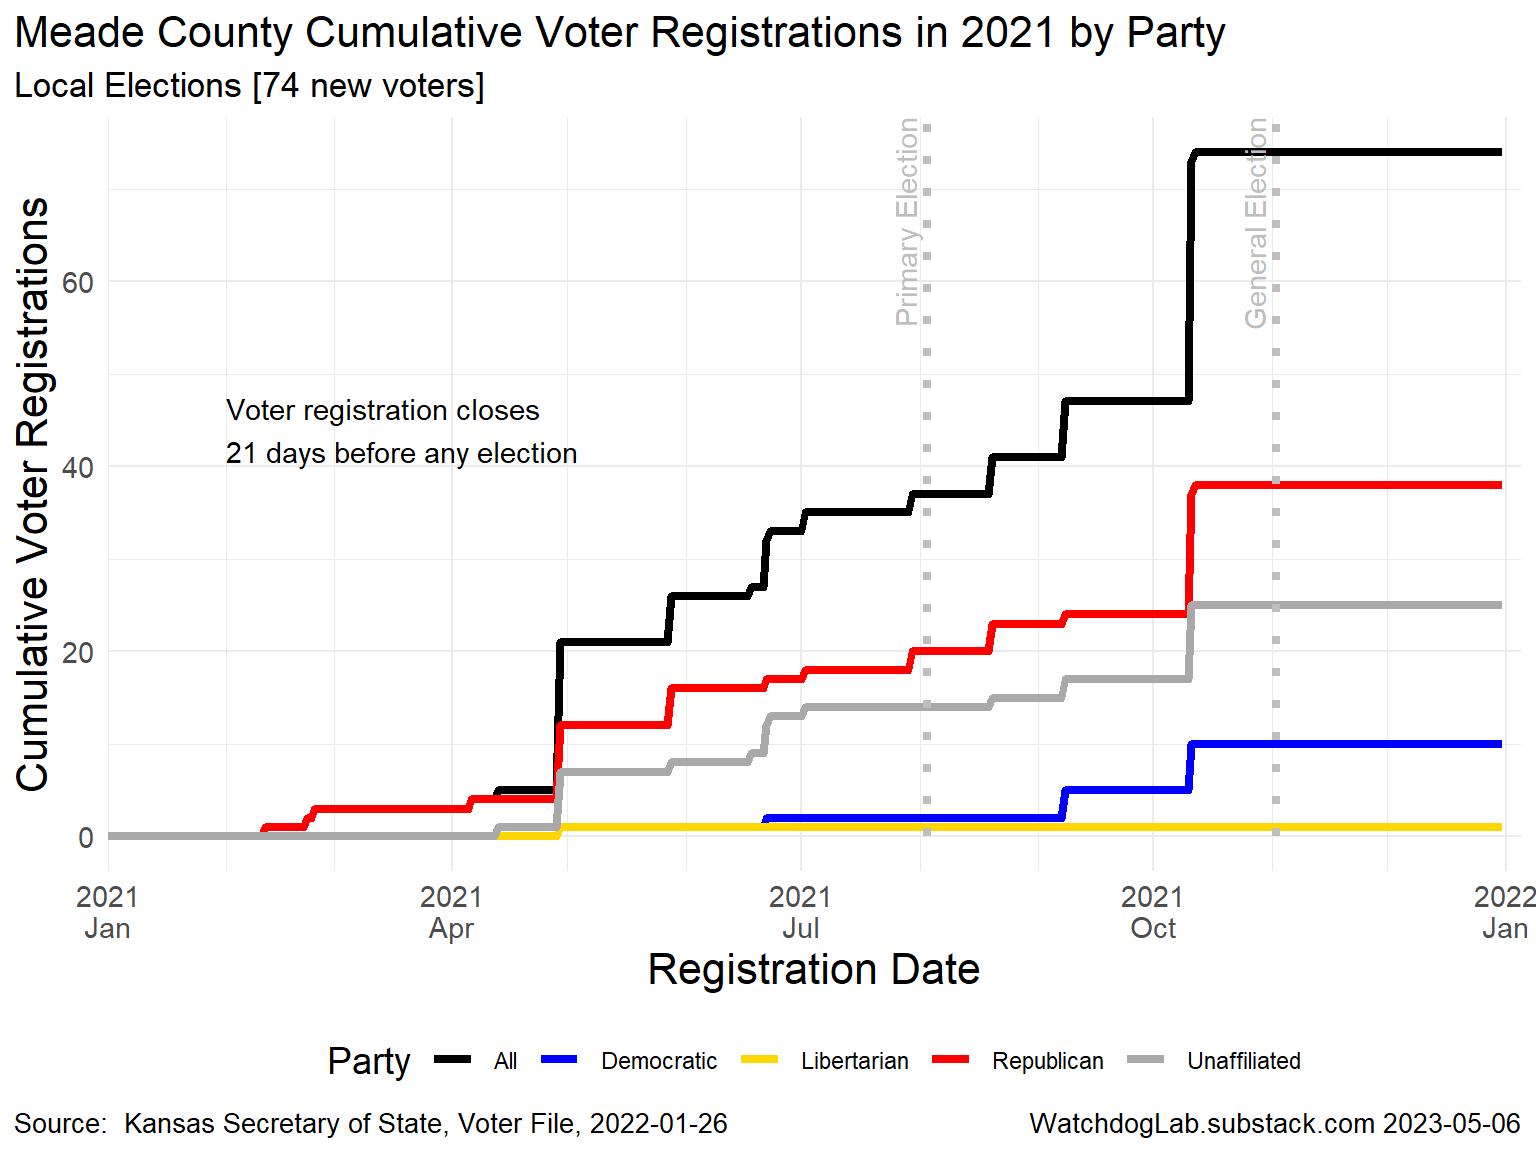 Meade County Cumulative Voter Registrations in 2021 by Party
Local Elections [74 new voters]
Cumulative Voter Registrations
60
40
20
0
Primary Election
General Election
Voter registration closes
21 days before any election
2021 2021 2021 2021 2022
Jan Apr Jul Oct Jan
Registration Date
Party All Democratic Libertarian Republican Unaffiliated
Source:  Kansas Secretary of State, Voter File, 2022-01-26
WatchdogLab.substack.com 2023-05-06